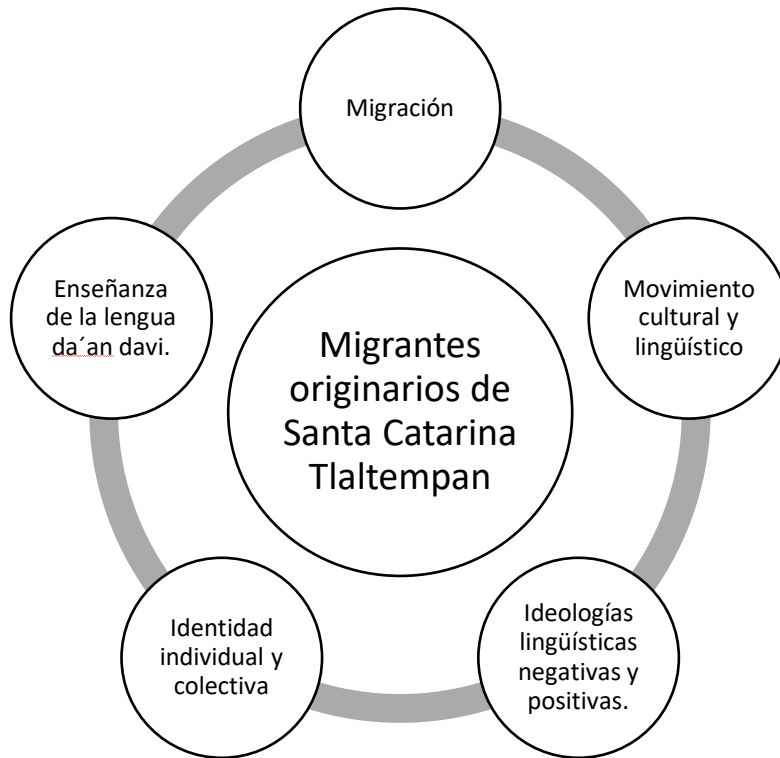 Migración
Movimiento
cultural y
lingüístico
Ideologías
lingüísticas
negativas y
positivas.
Identidad
individual y
colectiva
Enseñanza
de la lengua
da´an davi.
Migrantes
originarios de
Santa Catarina
Tlaltempan